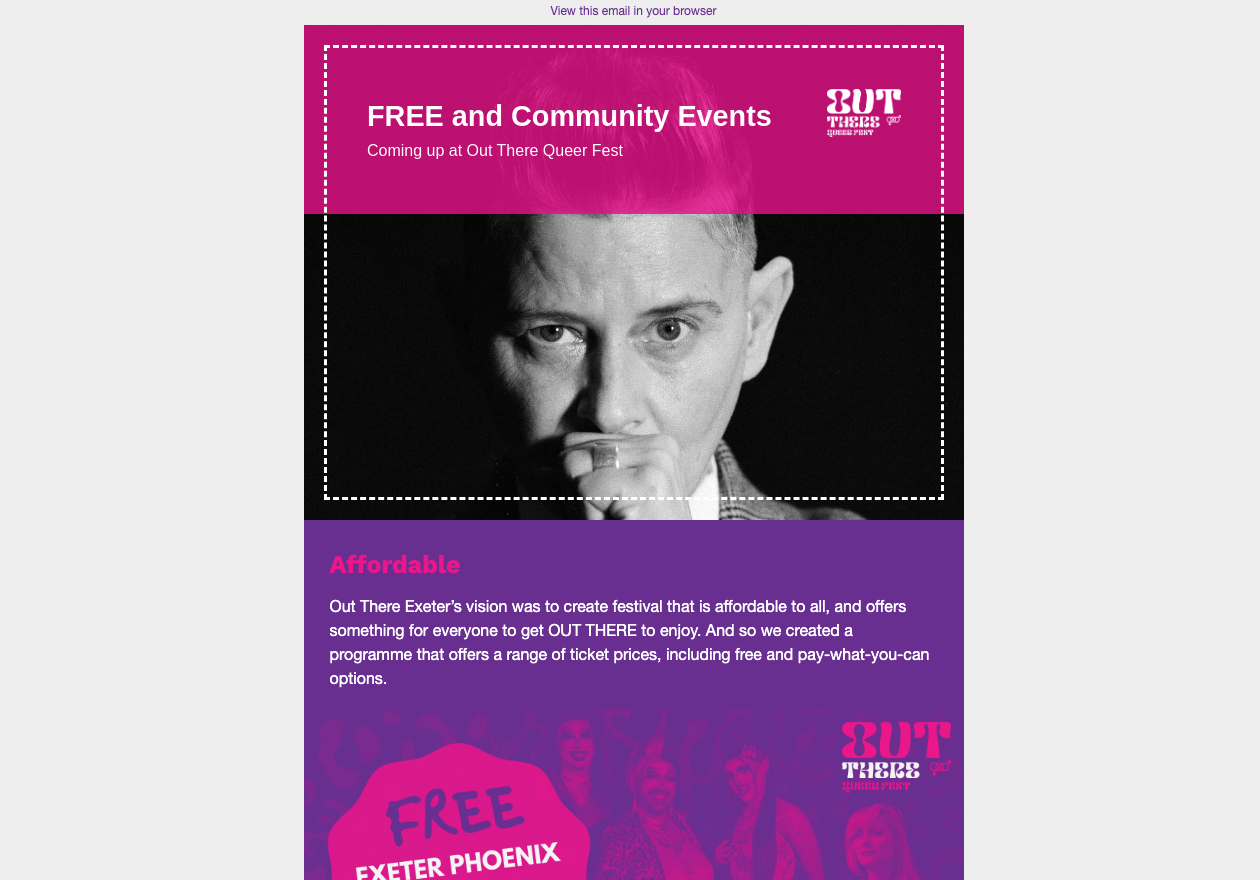 View this email in your browser
FREE and Community Events
Coming up at Out There Queer Fest
OUT
THERE
QUEER FEST
Affordable
Out There Exeter’s vision was to create festival that is affordable to all, and offers
something for everyone to get OUT THERE to enjoy. And so we created a
programme that offers a range of ticket prices, including free and pay-what-you-can
options.
OUT
THERE
QUEER FEST
FREE
EXETER PHOENIX